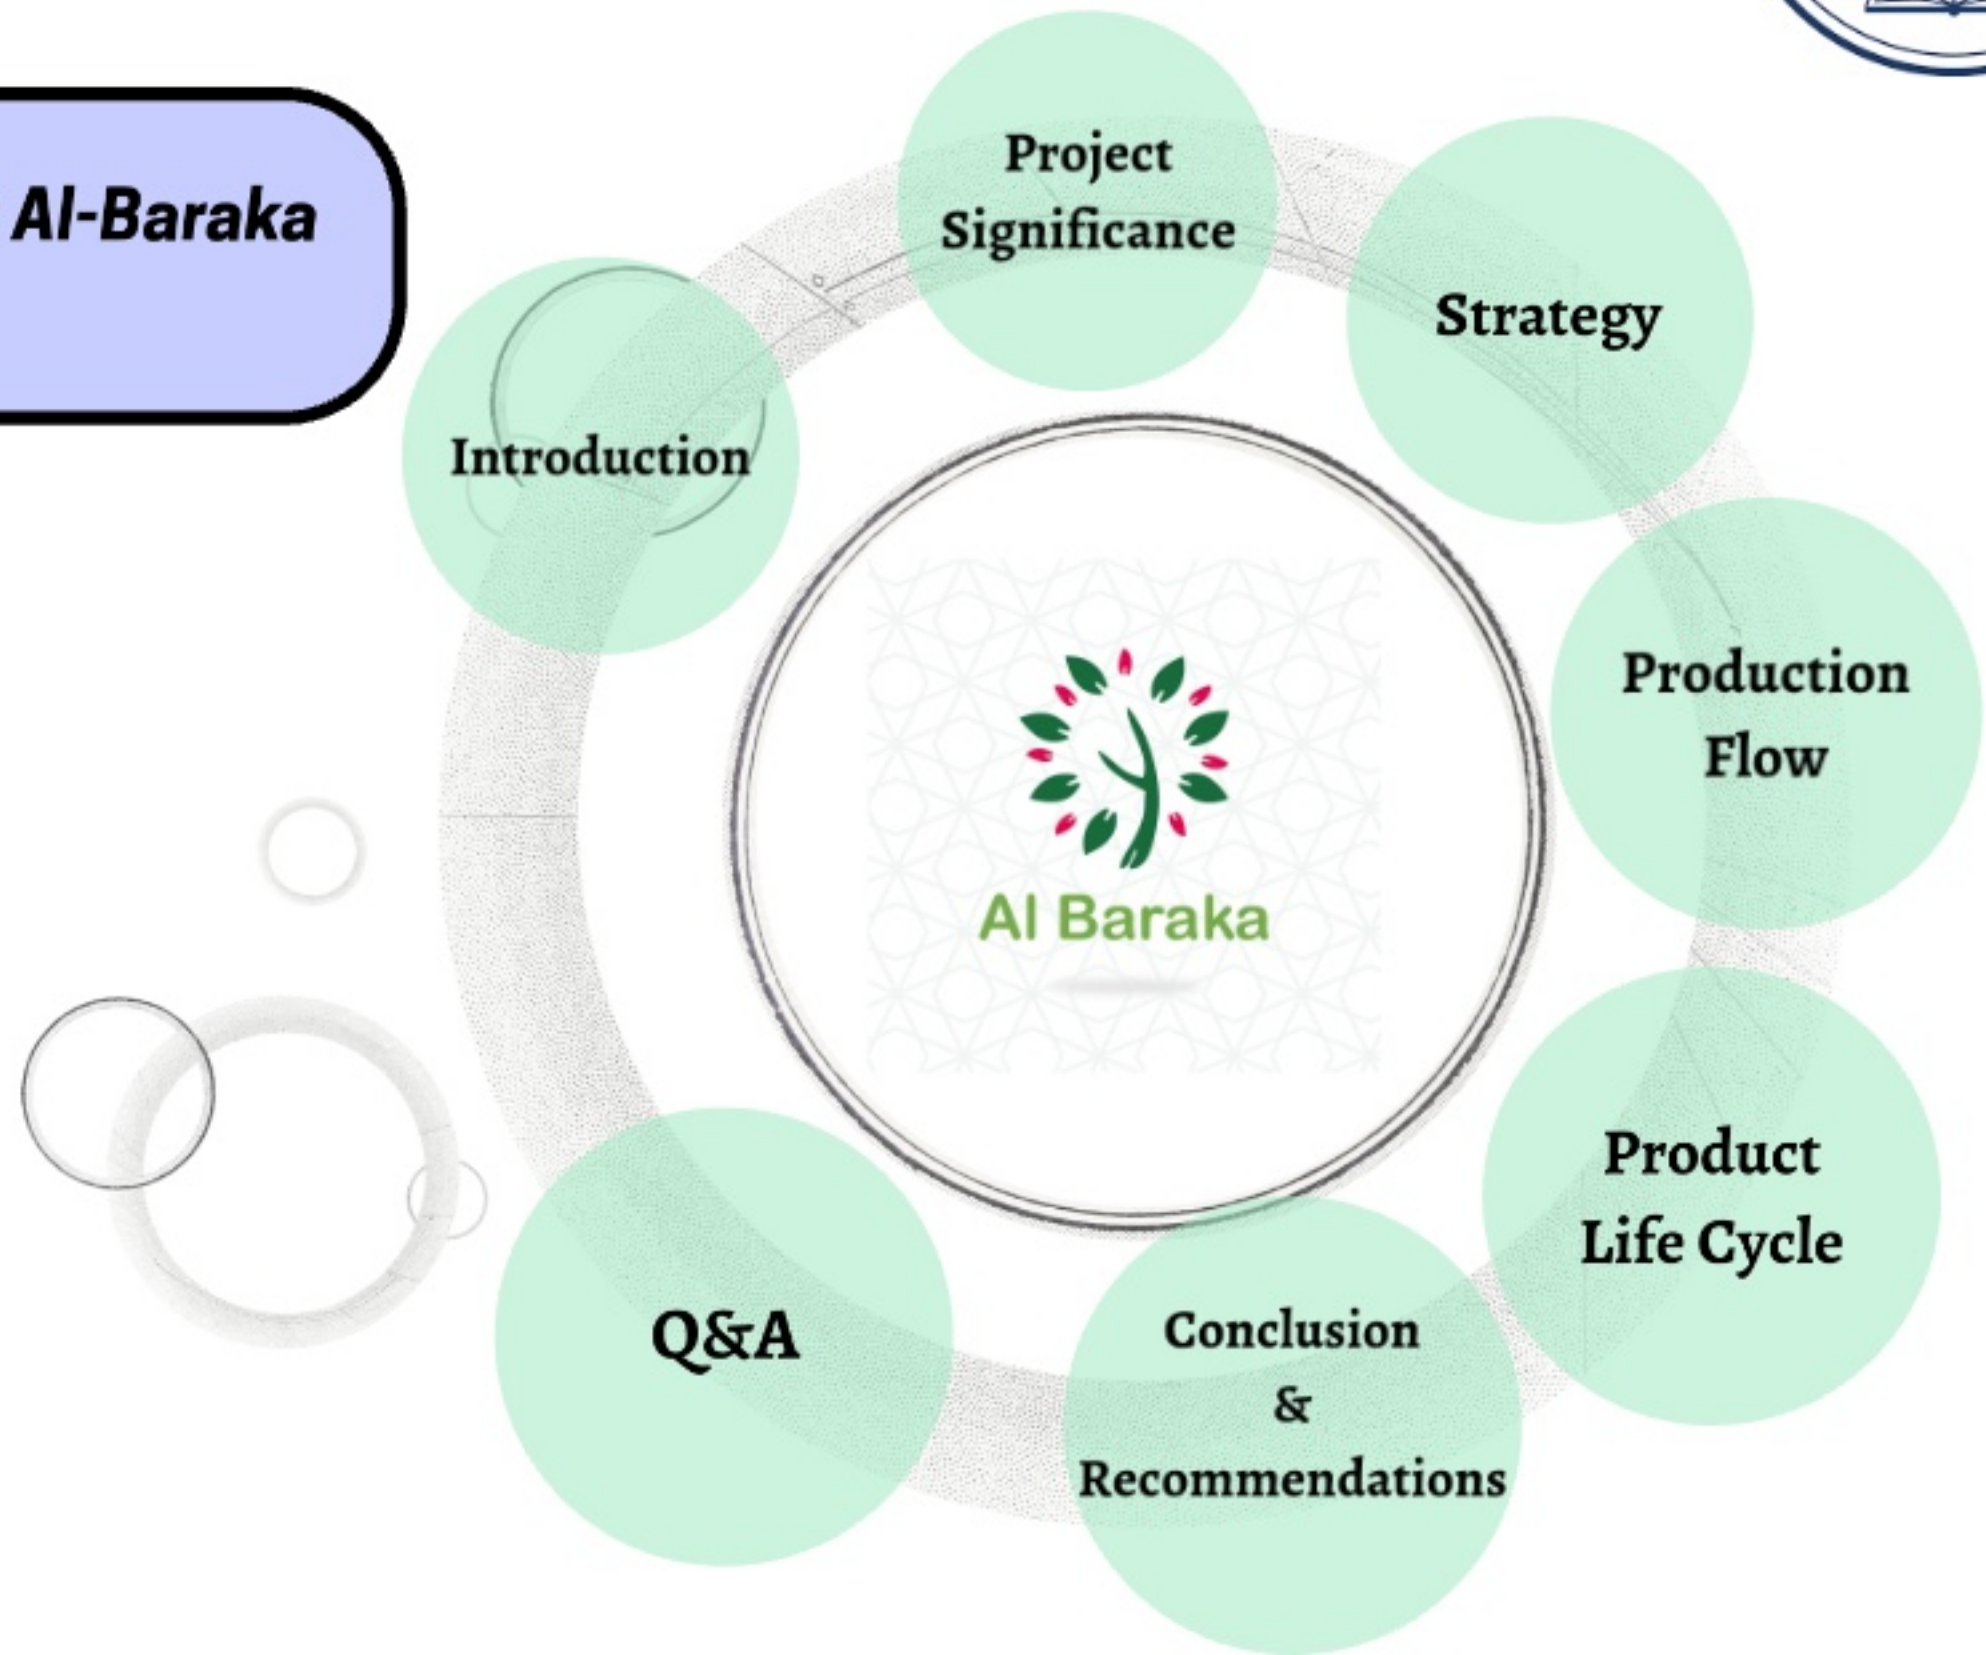 Al-Baraka
Introduction
Project
Significance
Strategy
Production
Flow
Product
Life Cycle
Conclusion
&
Recommendations
Q&A
Al Baraka